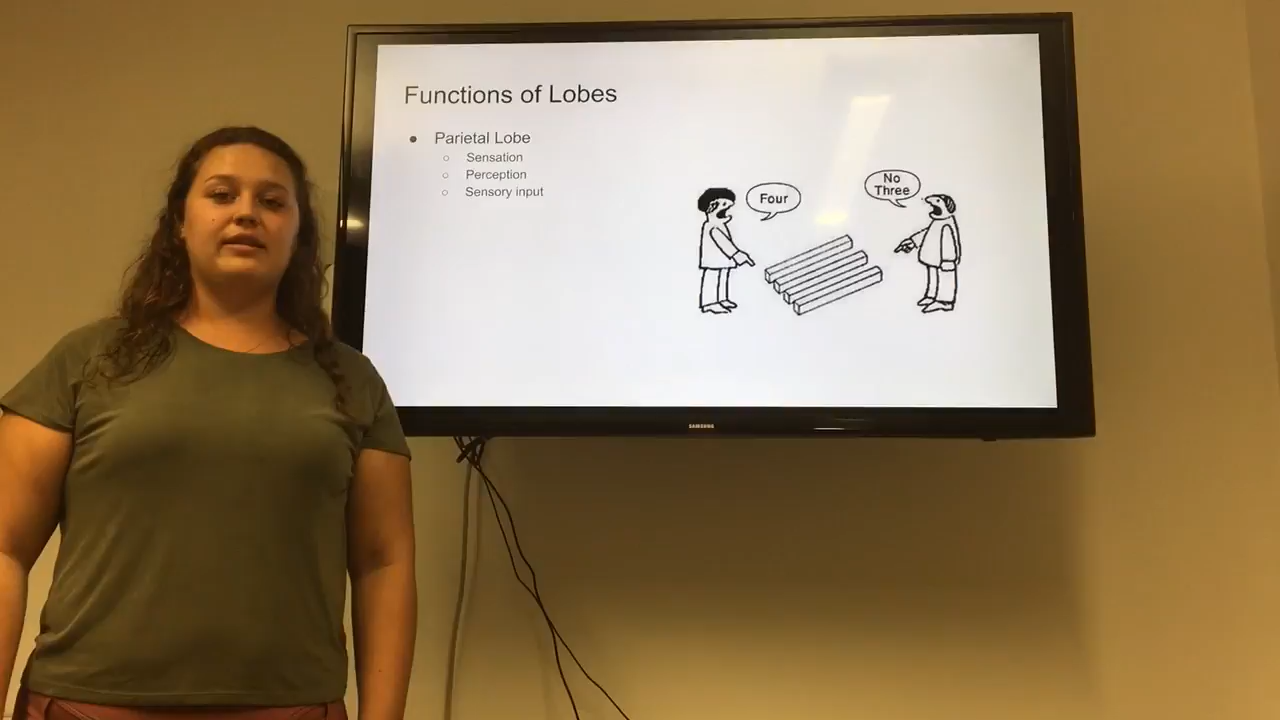 Functions of Lobes
Parietal Lobe
Sensation
Perception
Sensory input
Four
No
Three
SAMSUNG